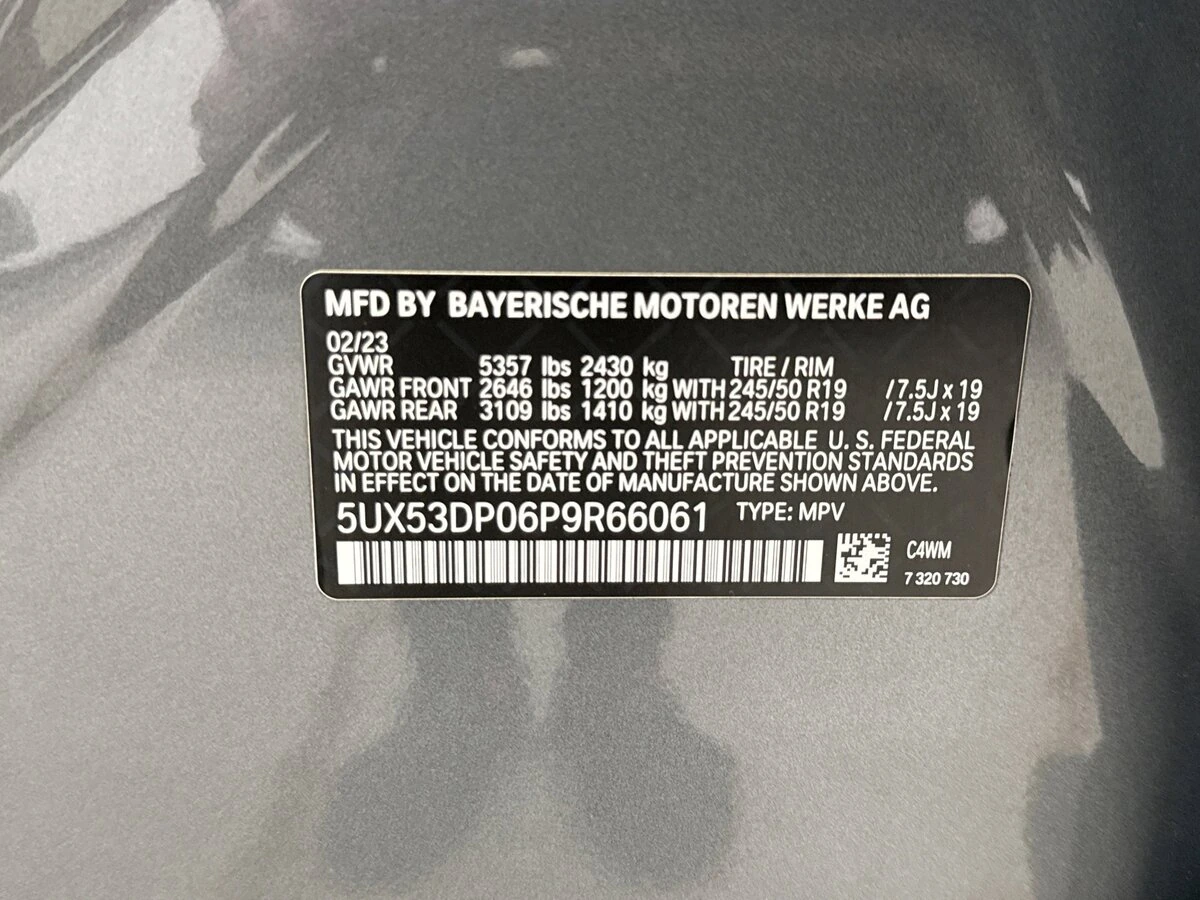 MFD BY BAYERISCHE MOTOREN WERKE AG
02/23
GVWR 5357 lbs 2430 kg TIRE / RIM
GAWR FRONT 2646 lbs 1200 kg WITH 245/50 R19 / 7.5J x 19
GAWR REAR 3109 lbs 1410 kg WITH 245/50 R19 / 7.5J x 19
THIS VEHICLE CONFORMS TO ALL APPLICABLE U. S. FEDERAL
MOTOR VEHICLE SAFETY AND THEFT PREVENTION STANDARDS
IN EFFECT ON THE DATE OF MANUFACTURE SHOWN ABOVE.
5UX53DP06P9R66061 TYPE: MPV
C4WM
7 320 730